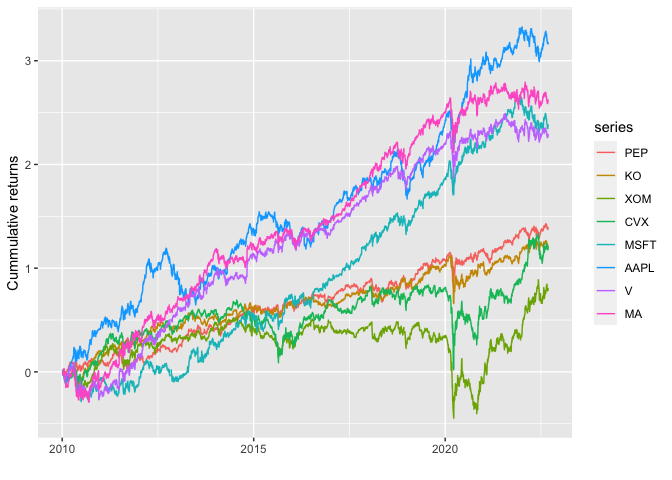 Cummulative returns
3
2
1
0
2010
2015
2020
series
PEP
KO
XOM
CVX
MSFT
AAPL
V
MA